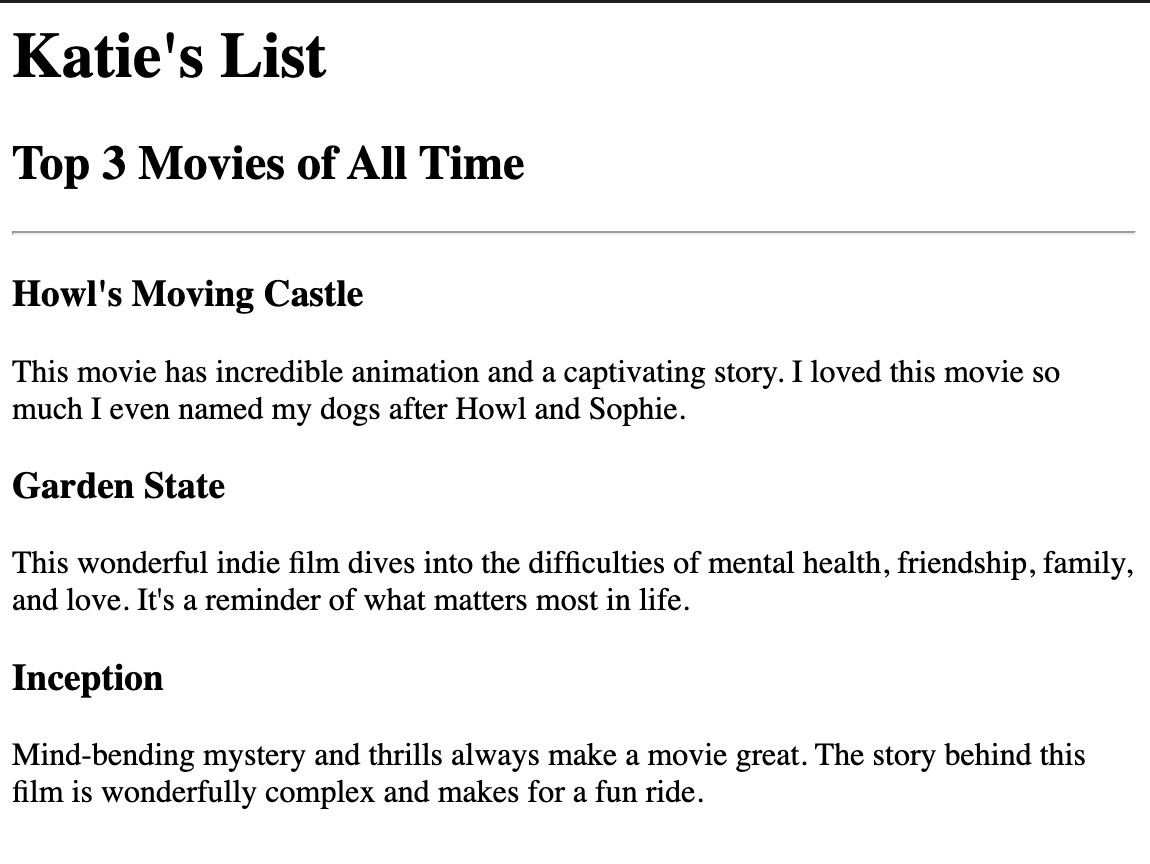 Katie's List
Top 3 Movies of All Time
Howl's Moving Castle
This movie has incredible animation and a captivating story. I loved this movie so
much I even named my dogs after Howl and Sophie.
Garden State
This wonderful indie film dives into the difficulties of mental health, friendship, family,
and love. It's a reminder of what matters most in life.
Inception
Mind-bending mystery and thrills always make a movie great. The story behind this
film is wonderfully complex and makes for a fun ride.